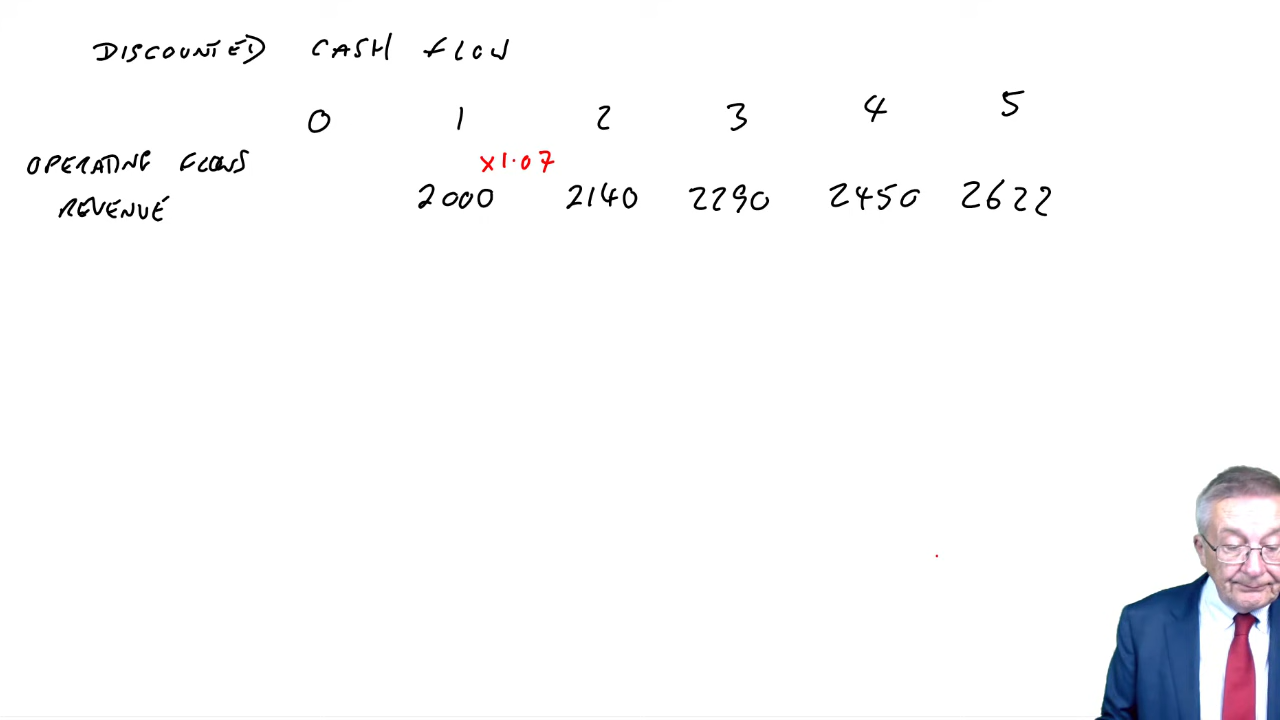 DISCOUNTED CASH FLOW
0 1 2 3 4 5
OPERATING FLOWS
×1.07
REVENUE 2000 2140 2290 2450 2622